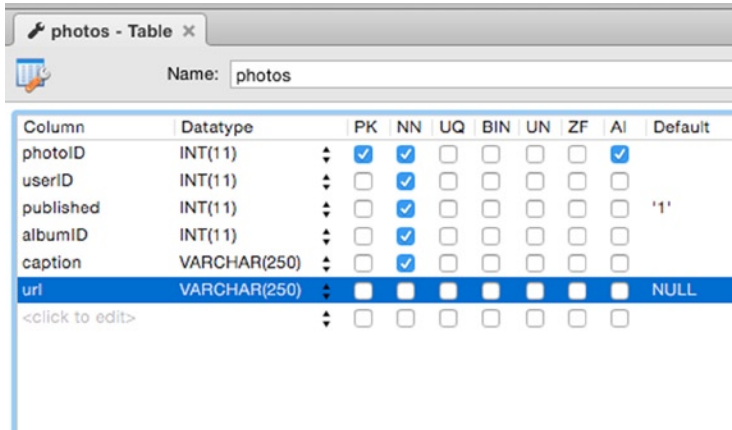 photos - Table ×
Name: photos
Column Datatype PK NN UQ BIN UN ZF AI Default
photoID INT(11)
userID INT(11)
published INT(11) '1'
albumID INT(11)
caption VARCHAR(250)
url VARCHAR(250) NULL
<click to edit>